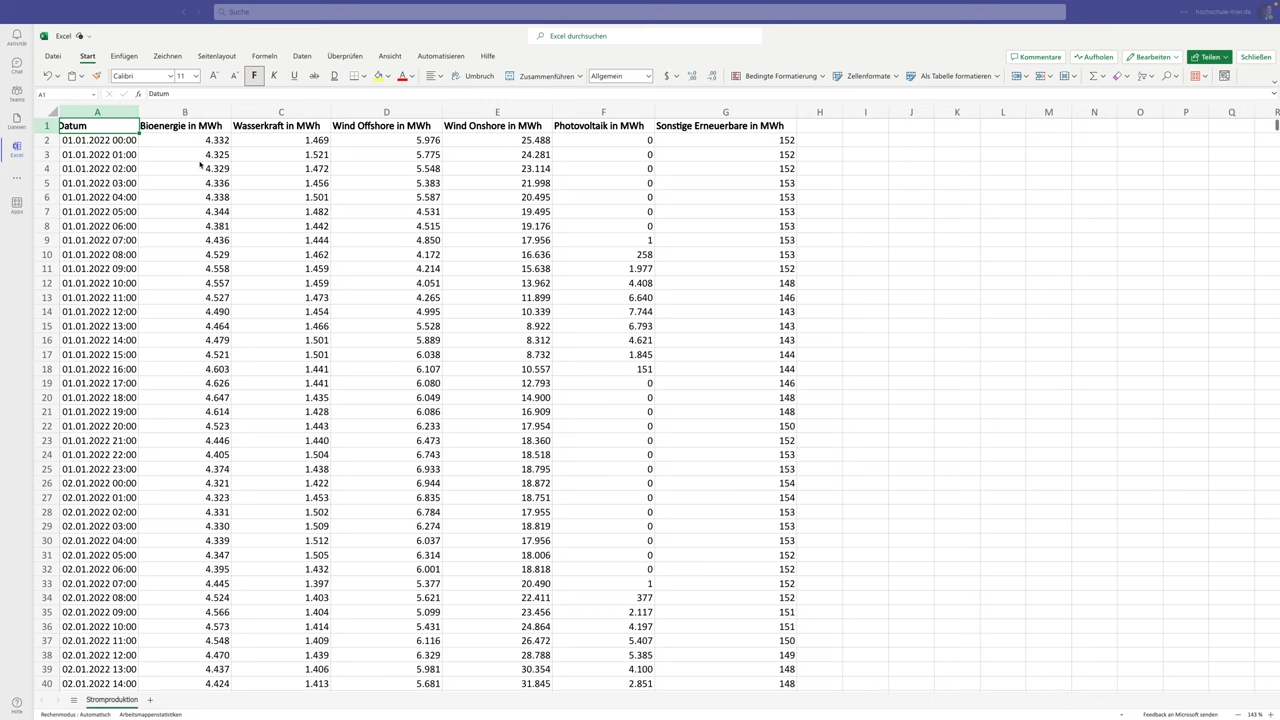 Suche
hochschule-trier.de
Aktivität
Chat
Teams
Dateien
Excel
Apps
Hilfe
Excel
Excel durchsuchen
Datei Start Einfügen Zeichnen Seitenlayout Formeln Daten Überprüfen Ansicht Automatisieren Hilfe
Kommentare Aufholen Bearbeiten Teilen Schließen
Calibri 11 F K U ab D Umbruch Zusammenführen Allgemein $ Bedingte Formatierung Zellenformate Als Tabelle formatieren
A1 fx Datum
A B C D E F G H I J K L M N O P Q R
1 Datum Bioenergie in MWh Wasserkraft in MWh Wind Offshore in MWh Wind Onshore in MWh Photovoltaik in MWh Sonstige Erneuerbare in MWh
2 01.01.2022 00:00 4.332 1.469 5.976 25.488 0 152
3 01.01.2022 01:00 4.325 1.521 5.775 24.281 0 152
4 01.01.2022 02:00 4.329 1.472 5.548 23.114 0 152
5 01.01.2022 03:00 4.336 1.456 5.383 21.998 0 153
6 01.01.2022 04:00 4.338 1.501 5.587 20.495 0 153
7 01.01.2022 05:00 4.344 1.482 4.531 19.495 0 153
8 01.01.2022 06:00 4.381 1.442 4.515 19.176 0 153
9 01.01.2022 07:00 4.436 1.444 4.850 17.956 1 153
10 01.01.2022 08:00 4.529 1.462 4.172 16.636 258 153
11 01.01.2022 09:00 4.558 1.459 4.214 15.638 1.977 152
12 01.01.2022 10:00 4.557 1.459 4.051 13.962 4.408 148
13 01.01.2022 11:00 4.527 1.473 4.265 11.899 6.640 146
14 01.01.2022 12:00 4.490 1.454 4.995 10.339 7.744 143
15 01.01.2022 13:00 4.464 1.466 5.528 8.922 6.793 143
16 01.01.2022 14:00 4.479 1.501 5.889 8.312 4.621 143
17 01.01.2022 15:00 4.521 1.501 6.038 8.732 1.845 144
18 01.01.2022 16:00 4.603 1.441 6.107 10.557 151 144
19 01.01.2022 17:00 4.626 1.441 6.080 12.793 0 146
20 01.01.2022 18:00 4.647 1.435 6.049 14.900 0 148
21 01.01.2022 19:00 4.614 1.428 6.086 16.909 0 148
22 01.01.2022 20:00 4.523 1.443 6.233 17.954 0 150
23 01.01.2022 21:00 4.446 1.440 6.473 18.360 0 152
24 01.01.2022 22:00 4.405 1.504 6.743 18.518 0 153
25 01.01.2022 23:00 4.374 1.438 6.933 18.795 0 153
26 02.01.2022 00:00 4.321 1.422 6.944 18.872 0 154
27 02.01.2022 01:00 4.323 1.453 6.835 18.751 0 154
28 02.01.2022 02:00 4.331 1.502 6.784 17.955 0 153
29 02.01.2022 03:00 4.330 1.509 6.274 18.819 0 153
30 02.01.2022 04:00 4.339 1.512 6.037 17.956 0 153
31 02.01.2022 05:00 4.347 1.505 6.314 18.006 0 152
32 02.01.2022 06:00 4.395 1.432 6.001 18.818 0 152
33 02.01.2022 07:00 4.445 1.397 5.377 20.490 1 152
34 02.01.2022 08:00 4.524 1.403 5.621 22.411 377 152
35 02.01.2022 09:00 4.566 1.404 5.099 23.456 2.117 151
36 02.01.2022 10:00 4.573 1.414 5.431 24.864 4.197 151
37 02.01.2022 11:00 4.548 1.409 6.116 26.472 5.407 150
38 02.01.2022 12:00 4.470 1.439 6.329 28.788 5.385 149
39 02.01.2022 13:00 4.437 1.406 5.981 30.354 4.100 148
40 02.01.2022 14:00 4.424 1.413 5.681 31.845 2.851 148
Stromproduktion
Rechenmodus : Automatisch Arbeitsmappenstatistiken Feedback an Microsoft senden 143 %